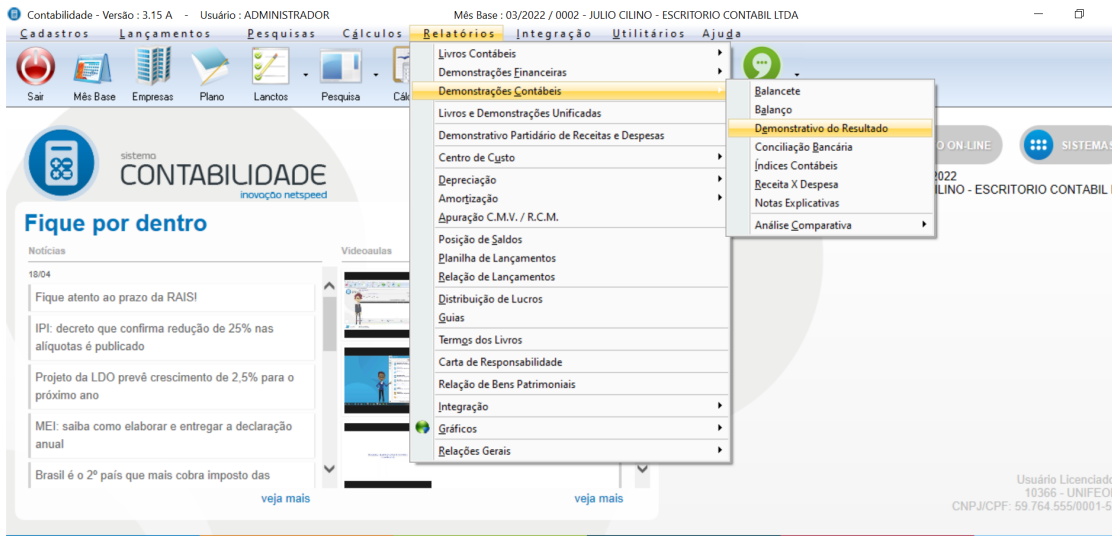 Contabilidade - Versão : 3.15 A - Usuário : ADMINISTRADOR Mês Base : 03/2022 / 0002 - JULIO CILINO - ESCRITORIO CONTABIL LTDA
Cadastros Lançamentos Pesquisas Cálculos Relatórios Integração Utilitários Ajuda
Sair Mês Base Empresas Plano Lanctos Pesquisa Cálc
Livros Contábeis
Demonstrações Financeiras
Demonstrações Contábeis
Livros e Demonstrações Unificadas
Demonstrativo Partidário de Receitas e Despesas
Centro de Custo
Depreciação
Amortização
Apuração C.M.V. / R.C.M.
Posição de Saldos
Planilha de Lançamentos
Relação de Lançamentos
Distribuição de Lucros
Guias
Termos dos Livros
Carta de Responsabilidade
Relação de Bens Patrimoniais
Integração
Gráficos
Relações Gerais
Balancete
Balanço
Demonstrativo do Resultado
Conciliação Bancária
Índices Contábeis
Receita X Despesa
Notas Explicativas
Análise Comparativa
O ON-LINE
SISTEMAS
2022
ILINO - ESCRITORIO CONTABIL
sistema
CONTABILIDADE
inovação netspeed
Fique por dentro
Notícias
Videoaulas
18/04
Fique atento ao prazo da RAIS!
IPI: decreto que confirma redução de 25% nas
alíquotas é publicado
Projeto da LDO prevê crescimento de 2,5% para o
próximo ano
MEI: saiba como elaborar e entregar a declaração
anual
Brasil é o 2º país que mais cobra imposto das
veja mais
veja mais
Usuário Licenciado
10366 - UNIFEO
CNPJ/CPF: 59.764.555/0001-5